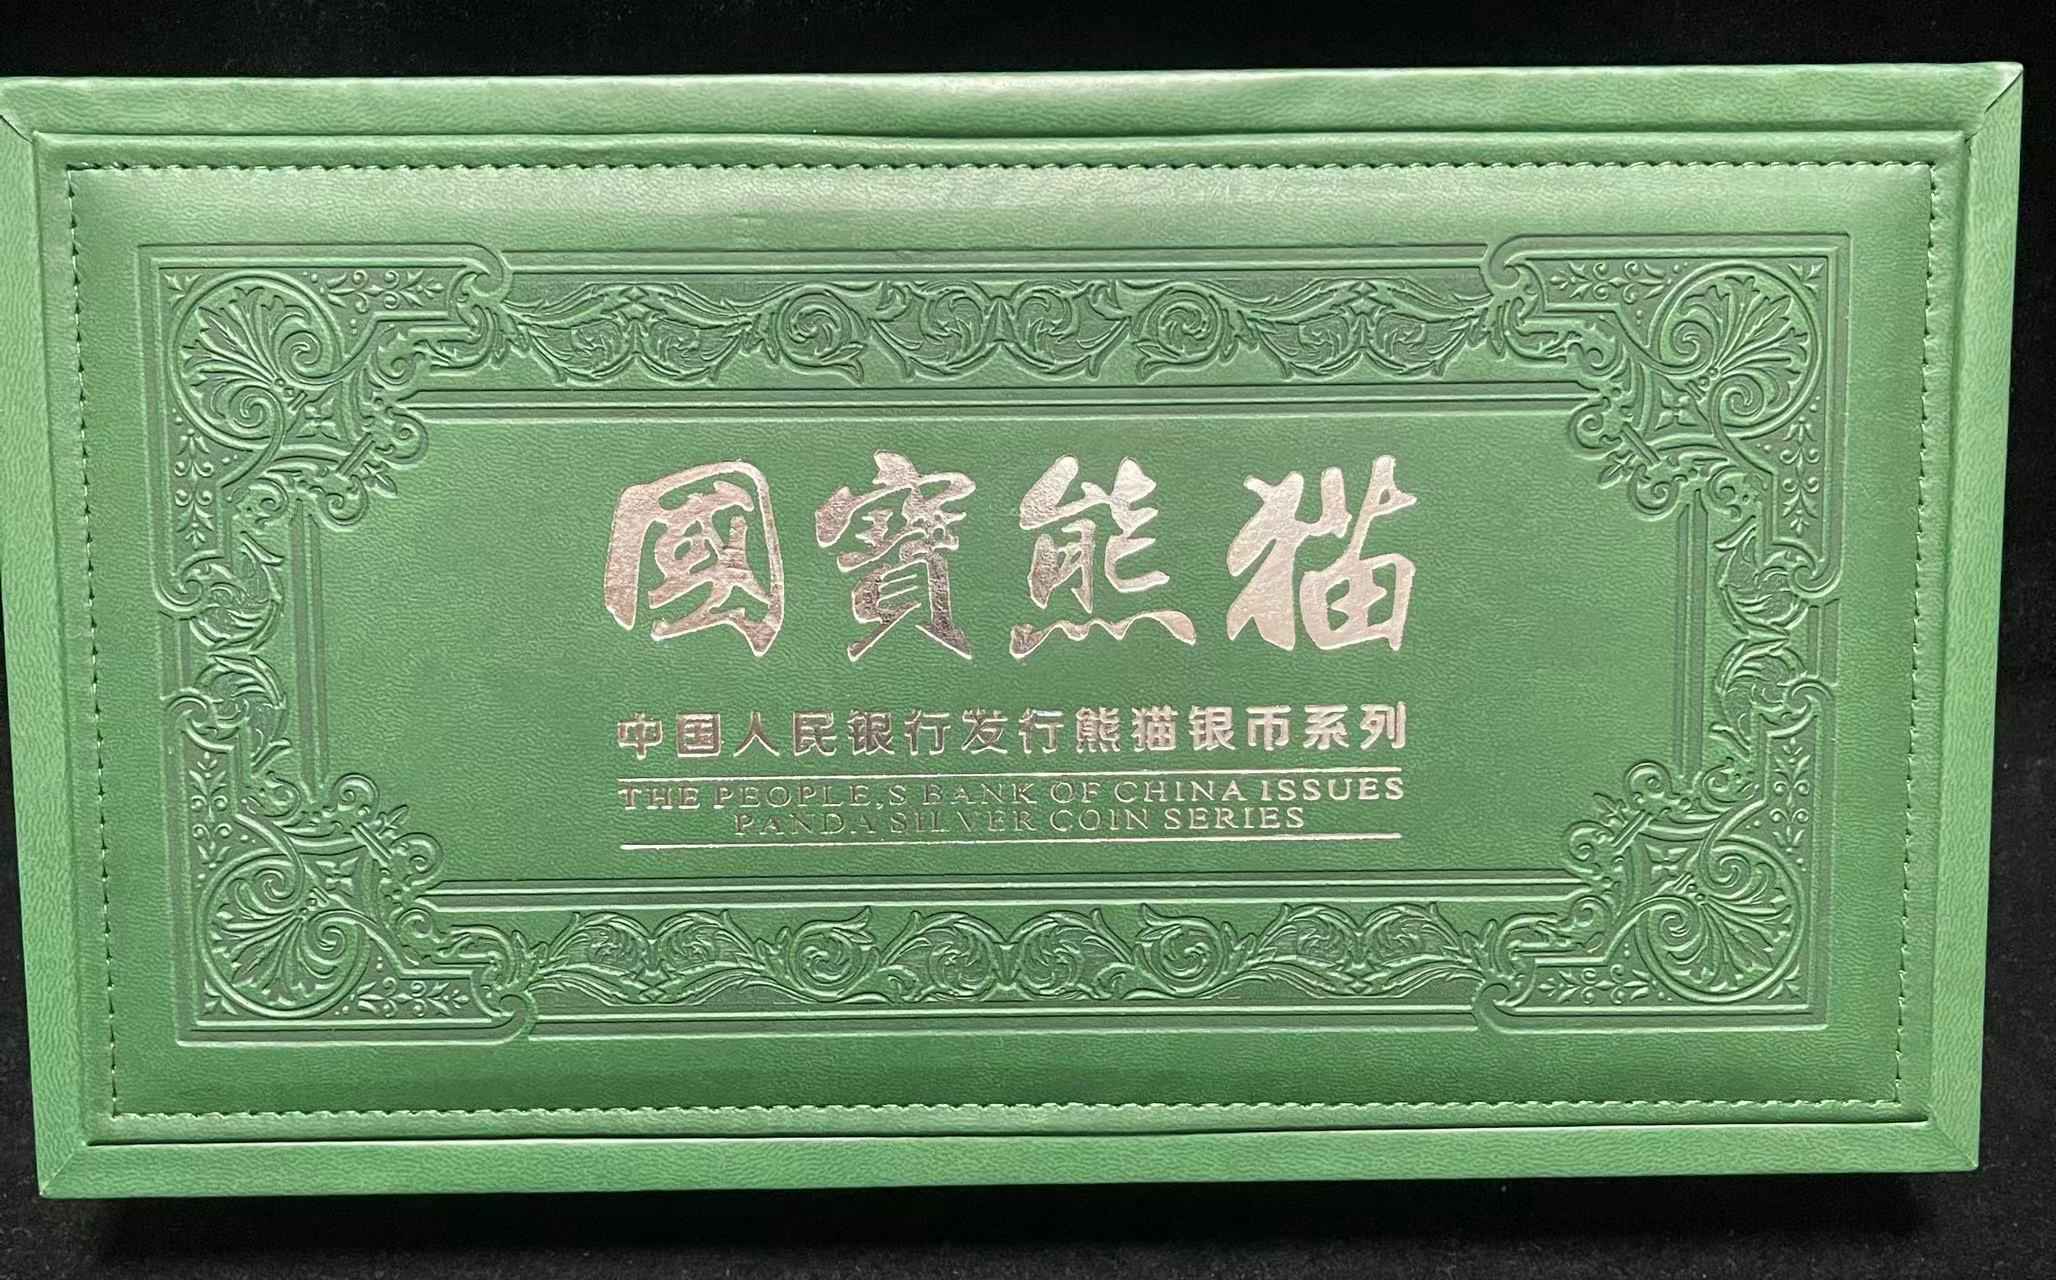 國寶熊猫
中国人民银行发行熊猫银币系列
THE PEOPLE,S BANK OF CHINA ISSUES
PANDA SILVER COIN SERIES